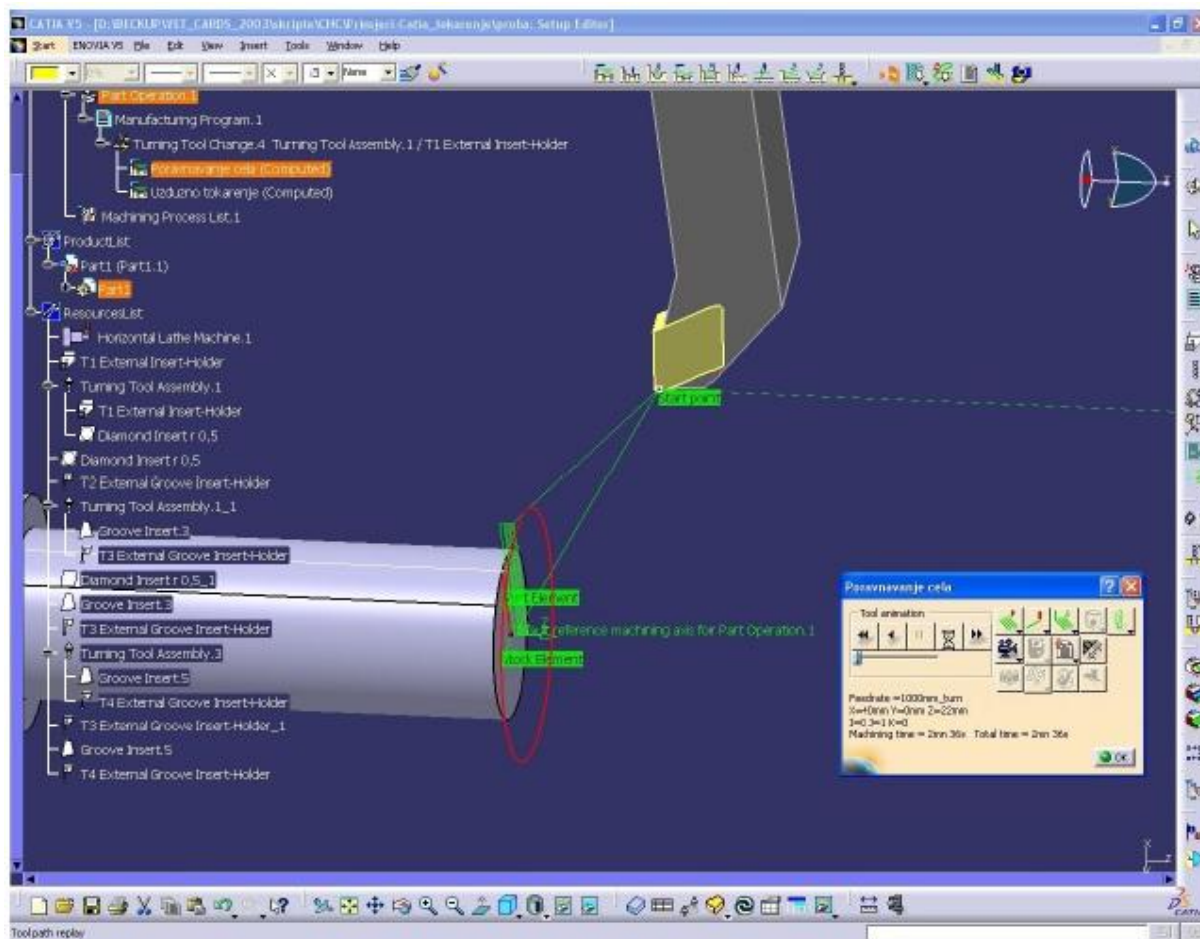 CATIA V5 - [D:\BECKUP\VET_CARDS_2003\skripta\CHC\Primjeri-Catia_tokarenje\proba: Setup Editor]
Start ENOVIA V5 File Edit View Insert Tools Window Help
None
Part Operation.1
Manufacturing Program.1
Turning Tool Change.4 Turning Tool Assembly.1 / T1 External Insert-Holder
Poravnavanje cela (Computed)
Uzduzno tokarenje (Computed)
Machining Process List.1
ProductList
Part1 (Part1.1)
Part1
ResourcesList
Horizontal Lathe Machine.1
T1 External Insert-Holder
Turning Tool Assembly.1
T1 External Insert-Holder
Diamond Insert r 0,5
Diamond Insert r 0,5
T2 External Groove Insert-Holder
Turning Tool Assembly.1_1
Groove Insert.3
T3 External Groove Insert-Holder
Diamond Insert r 0,5_1
Groove Insert.3
T3 External Groove Insert-Holder
Turning Tool Assembly.3
Groove Insert.5
T4 External Groove Insert-Holder
T3 External Groove Insert-Holder_1
Groove Insert.5
T4 External Groove Insert-Holder
Start point
Element
reference machining axis for Part Operation.1
Stock Element
Poravnavanje cela
Tool animation
Feedrate =1000mm_turn
Y=0mm Z=22mm
Machining time = 2mn 36s Total time = 2mn 36s
OK
Tool path replay
CATIA